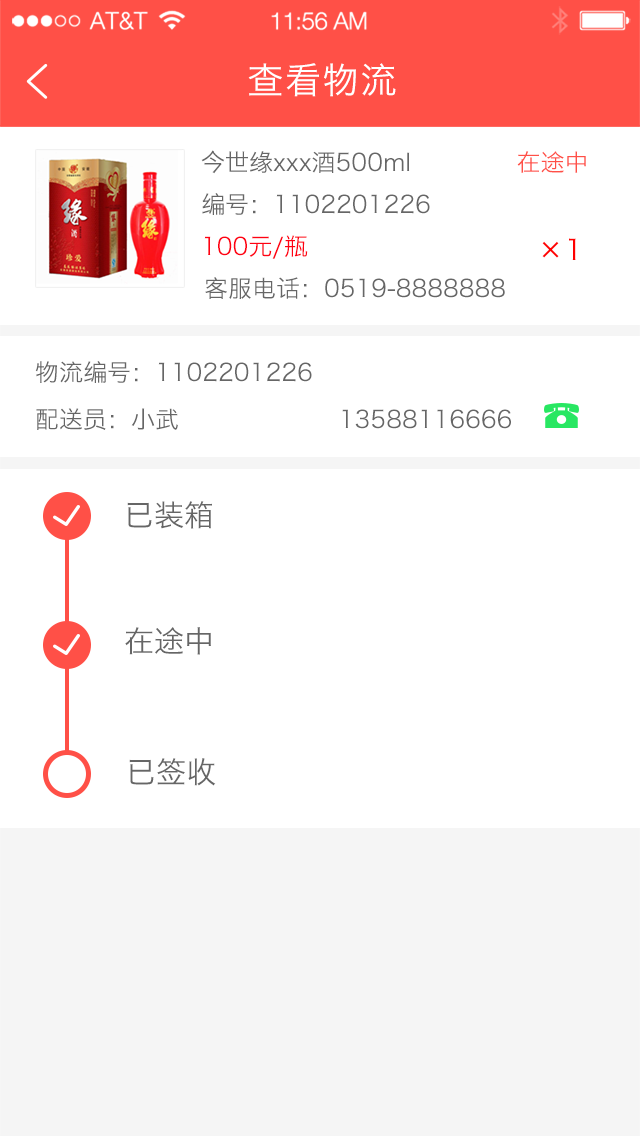 AT&T 11:56 AM
查看物流
今世缘xxx酒500ml 在途中
编号：1102201226
100元/瓶 ×1
客服电话：0519-8888888
缘
酒
珍爱
缘
物流编号：1102201226
配送员：小武 13588116666
已装箱
在途中
已签收